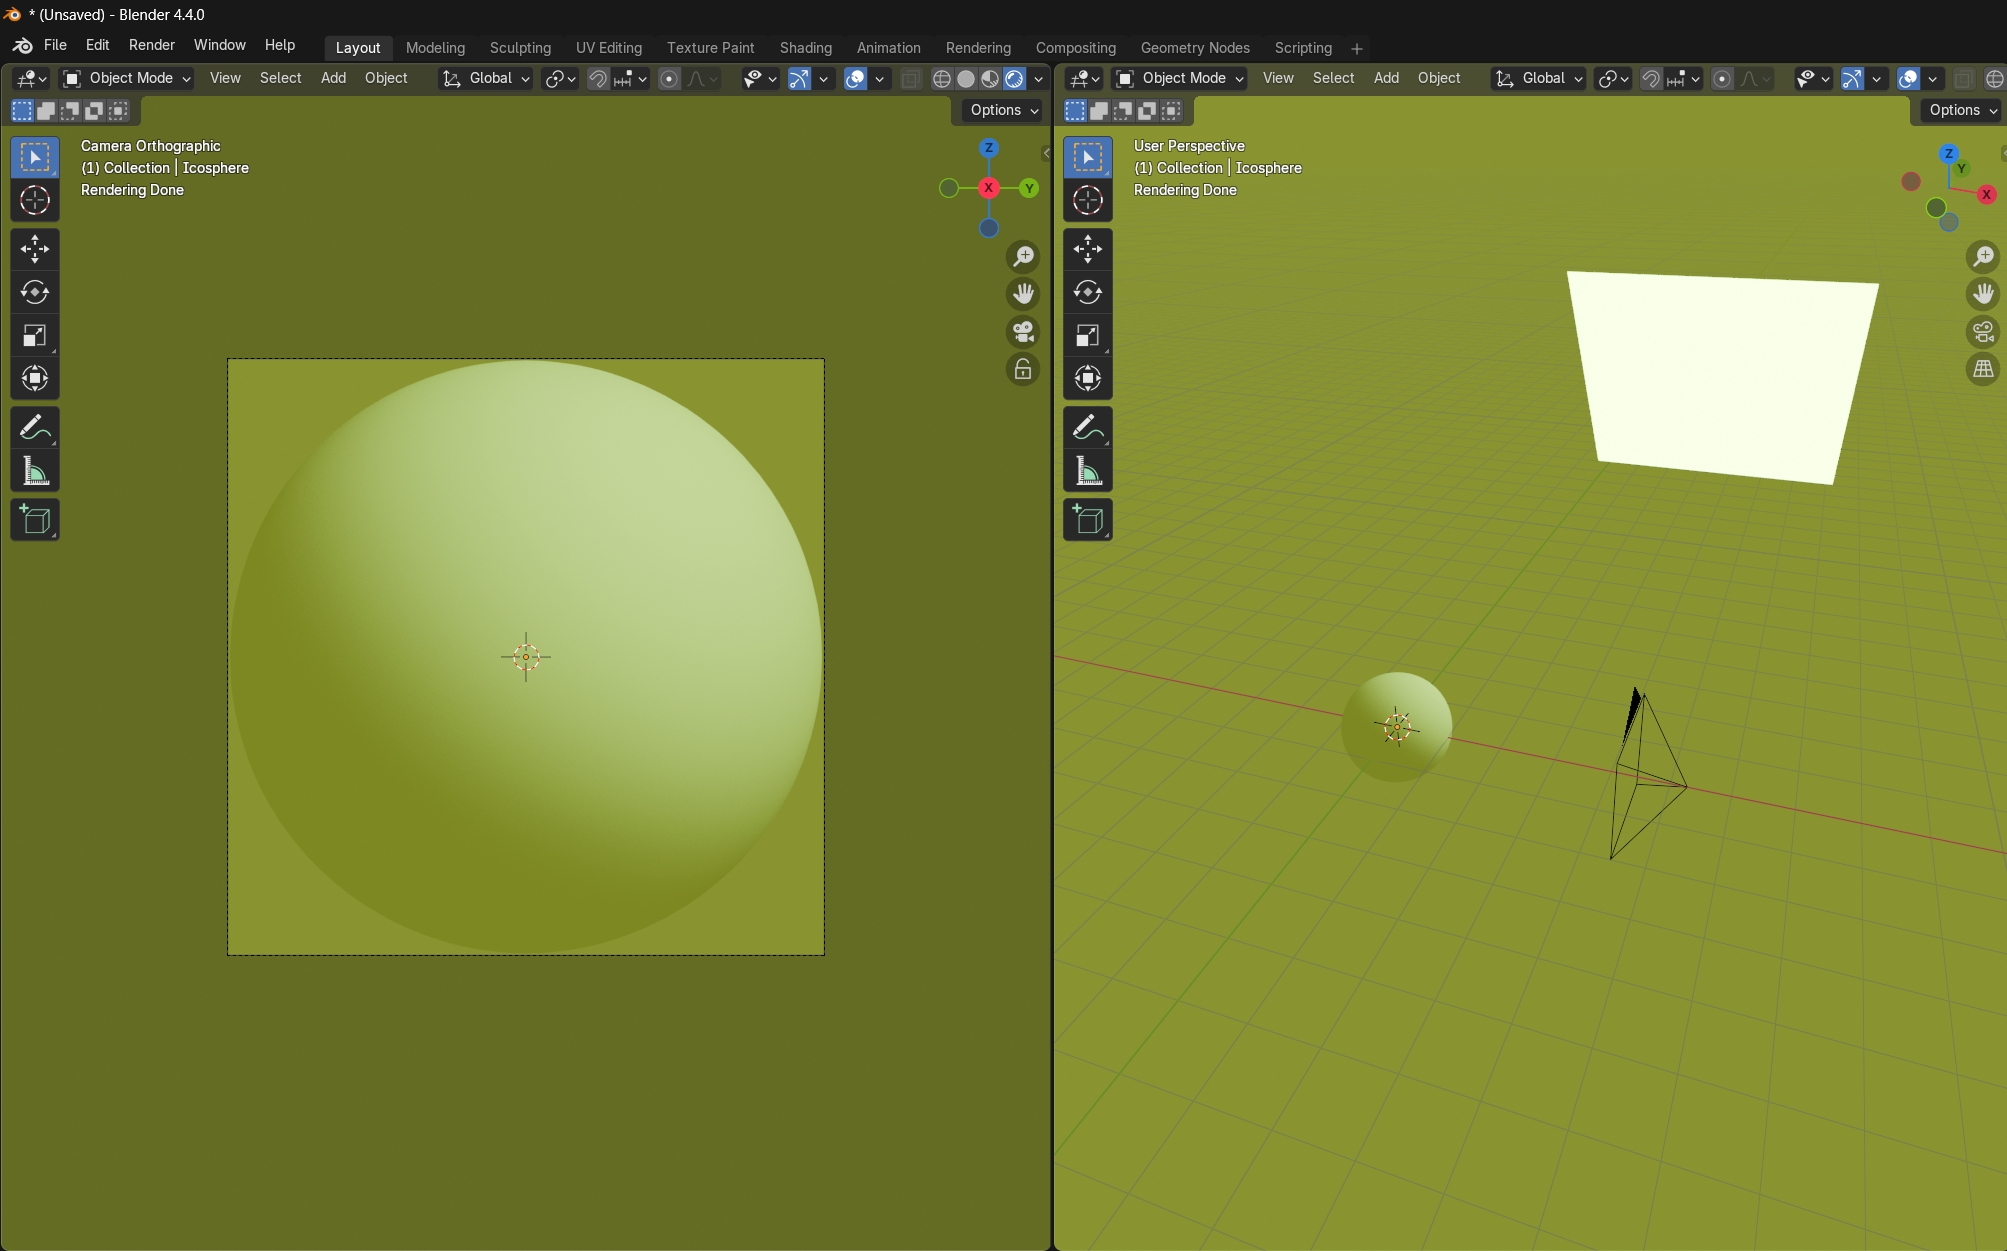 * (Unsaved) - Blender 4.4.0
File Edit Render Window Help Layout Modeling Sculpting UV Editing Texture Paint Shading Animation Rendering Compositing Geometry Nodes Scripting +
Object Mode View Select Add Object Global
Options
Camera Orthographic
(1) Collection | Icosphere
Rendering Done
Z
X
Y
Object Mode View Select Add Object Global
Options
User Perspective
(1) Collection | Icosphere
Rendering Done
Z
Y
X